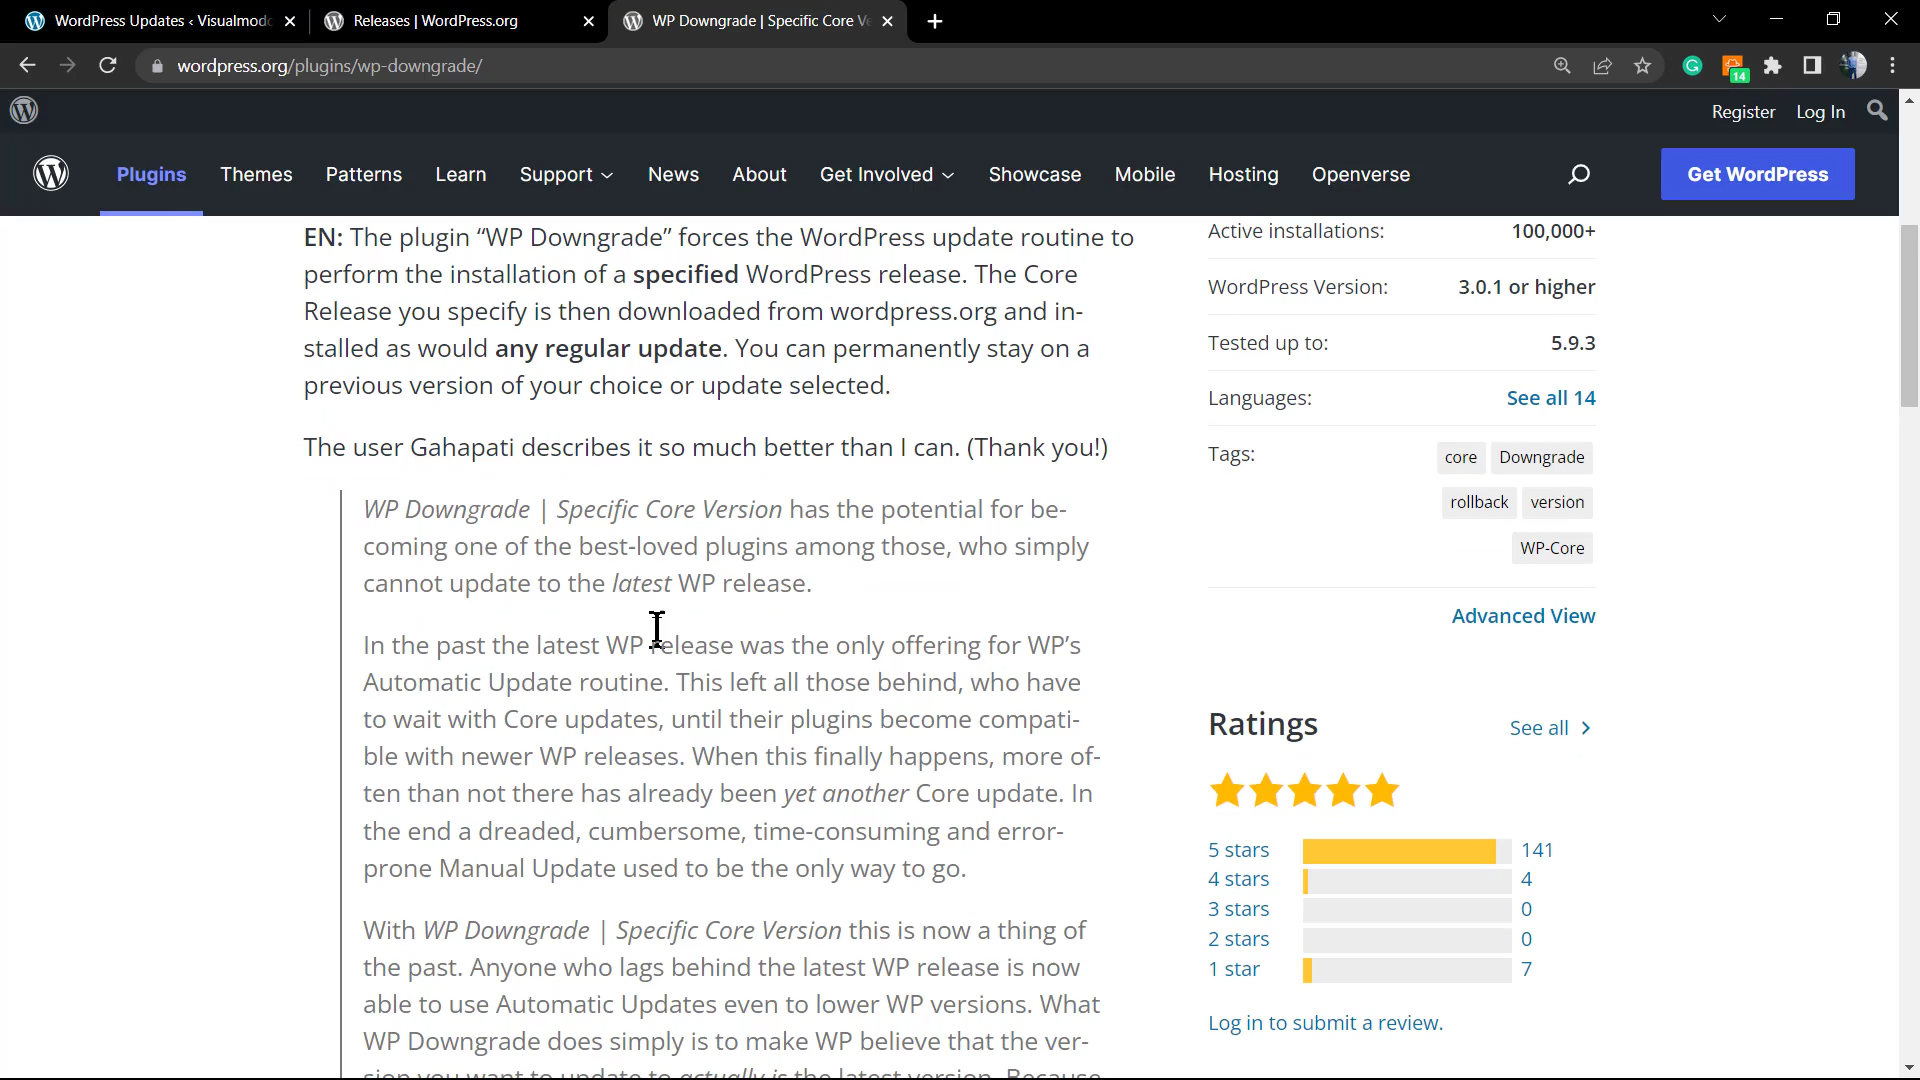 WordPress Updates ‹ Visualmod
Releases | WordPress.org
WP Downgrade | Specific Core Ve
wordpress.org/plugins/wp-downgrade/
14
Register Log In
Plugins Themes Patterns Learn Support News About Get Involved Showcase Mobile Hosting Openverse Get WordPress
EN: The plugin “WP Downgrade” forces the WordPress update routine to
perform the installation of a specified WordPress release. The Core
Release you specify is then downloaded from wordpress.org and in-
stalled as would any regular update. You can permanently stay on a
previous version of your choice or update selected.
The user Gahapati describes it so much better than I can. (Thank you!)
WP Downgrade | Specific Core Version has the potential for be-
coming one of the best-loved plugins among those, who simply
cannot update to the latest WP release.
In the past the latest WP release was the only offering for WP’s
Automatic Update routine. This left all those behind, who have
to wait with Core updates, until their plugins become compati-
ble with newer WP releases. When this finally happens, more of-
ten than not there has already been yet another Core update. In
the end a dreaded, cumbersome, time-consuming and error-
prone Manual Update used to be the only way to go.
With WP Downgrade | Specific Core Version this is now a thing of
the past. Anyone who lags behind the latest WP release is now
able to use Automatic Updates even to lower WP versions. What
WP Downgrade does simply is to make WP believe that the ver-
sion you want to update to actually is the latest version. Because
Active installations: 100,000+
WordPress Version: 3.0.1 or higher
Tested up to: 5.9.3
Languages: See all 14
Tags: core Downgrade
rollback version
WP-Core
Advanced View
Ratings See all
5 stars 141
4 stars 4
3 stars 0
2 stars 0
1 star 7
Log in to submit a review.